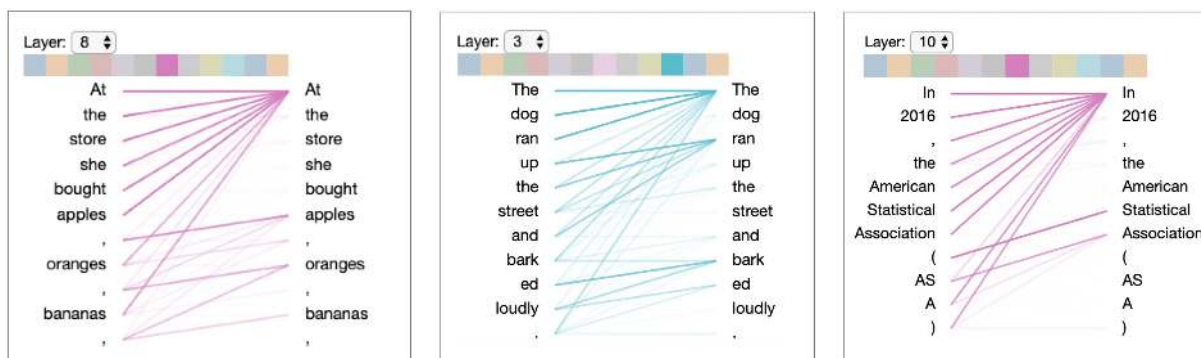 Layer: 8
At At
the the
store store
she she
bought bought
apples apples
, ,
oranges oranges
, ,
bananas bananas
, ,
Layer: 3
The The
dog dog
ran ran
up up
the the
street street
and and
bark bark
ed ed
loudly loudly
. .
Layer: 10
In In
2016 2016
, ,
the the
American American
Statistical Statistical
Association Association
( (
AS AS
A A
) )